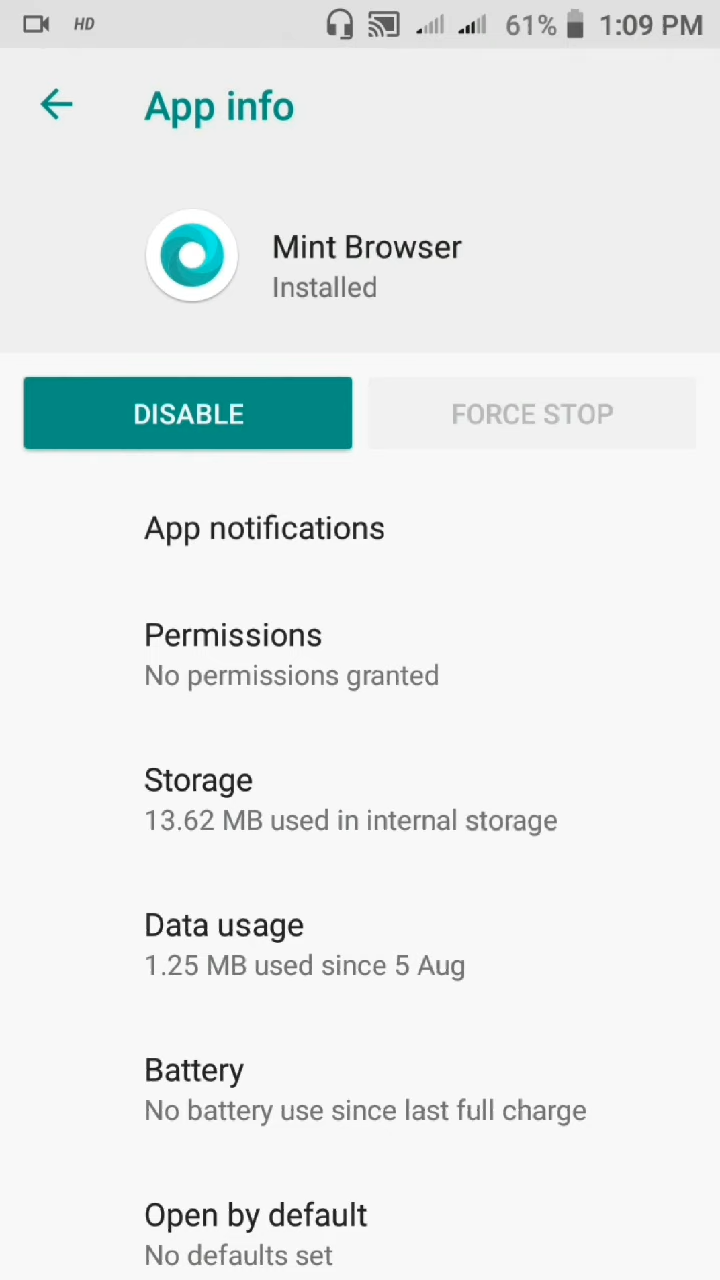 HD 61% 1:09 PM
App info
Mint Browser
Installed
DISABLE FORCE STOP
App notifications
Permissions
No permissions granted
Storage
13.62 MB used in internal storage
Data usage
1.25 MB used since 5 Aug
Battery
No battery use since last full charge
Open by default
No defaults set